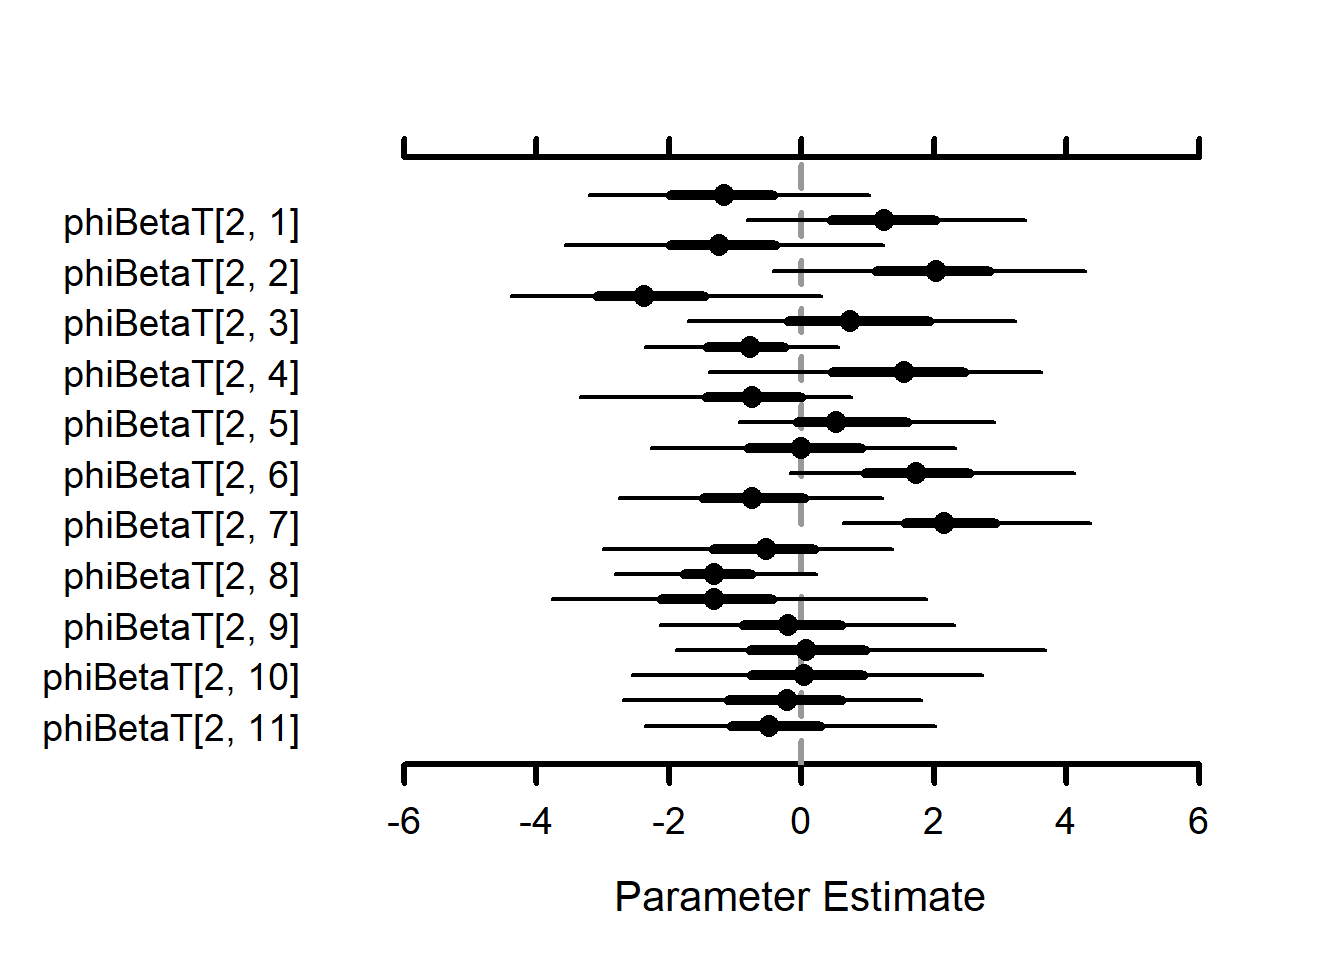 phiBetaT[2, 1]
phiBetaT[2, 2]
phiBetaT[2, 3]
phiBetaT[2, 4]
phiBetaT[2, 5]
phiBetaT[2, 6]
phiBetaT[2, 7]
phiBetaT[2, 8]
phiBetaT[2, 9]
phiBetaT[2, 10]
phiBetaT[2, 11]
-6 -4 -2 0 2 4 6
Parameter Estimate